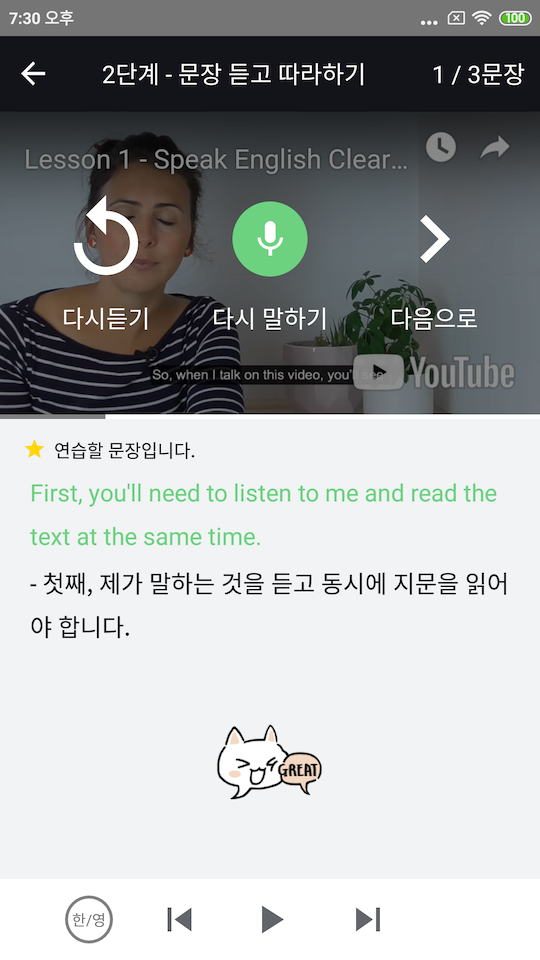 7:30 오후
100
2단계 - 문장 듣고 따라하기
1 / 3문장
Lesson 1 - Speak English Clear...
다시듣기
다시 말하기
다음으로
So, when I talk on this video, you'll see
YouTube
연습할 문장입니다.
First, you'll need to listen to me and read the
text at the same time.
- 첫째, 제가 말하는 것을 듣고 동시에 지문을 읽어
야 합니다.
GREAT
한/영